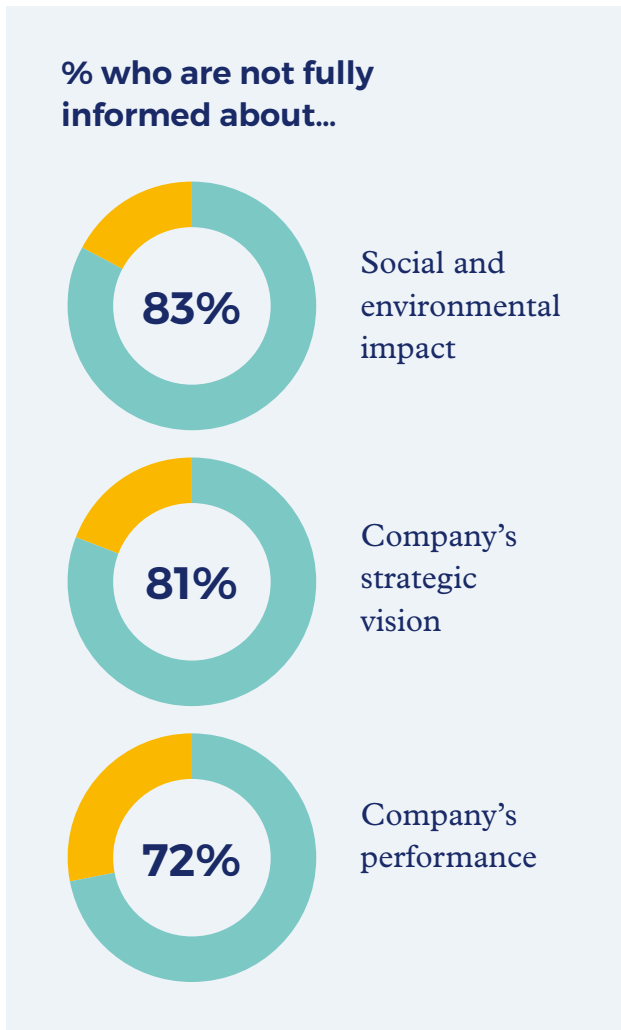 % who are not fully
informed about...
83%
Social and
environmental
impact
81%
Company’s
strategic
vision
72%
Company’s
performance